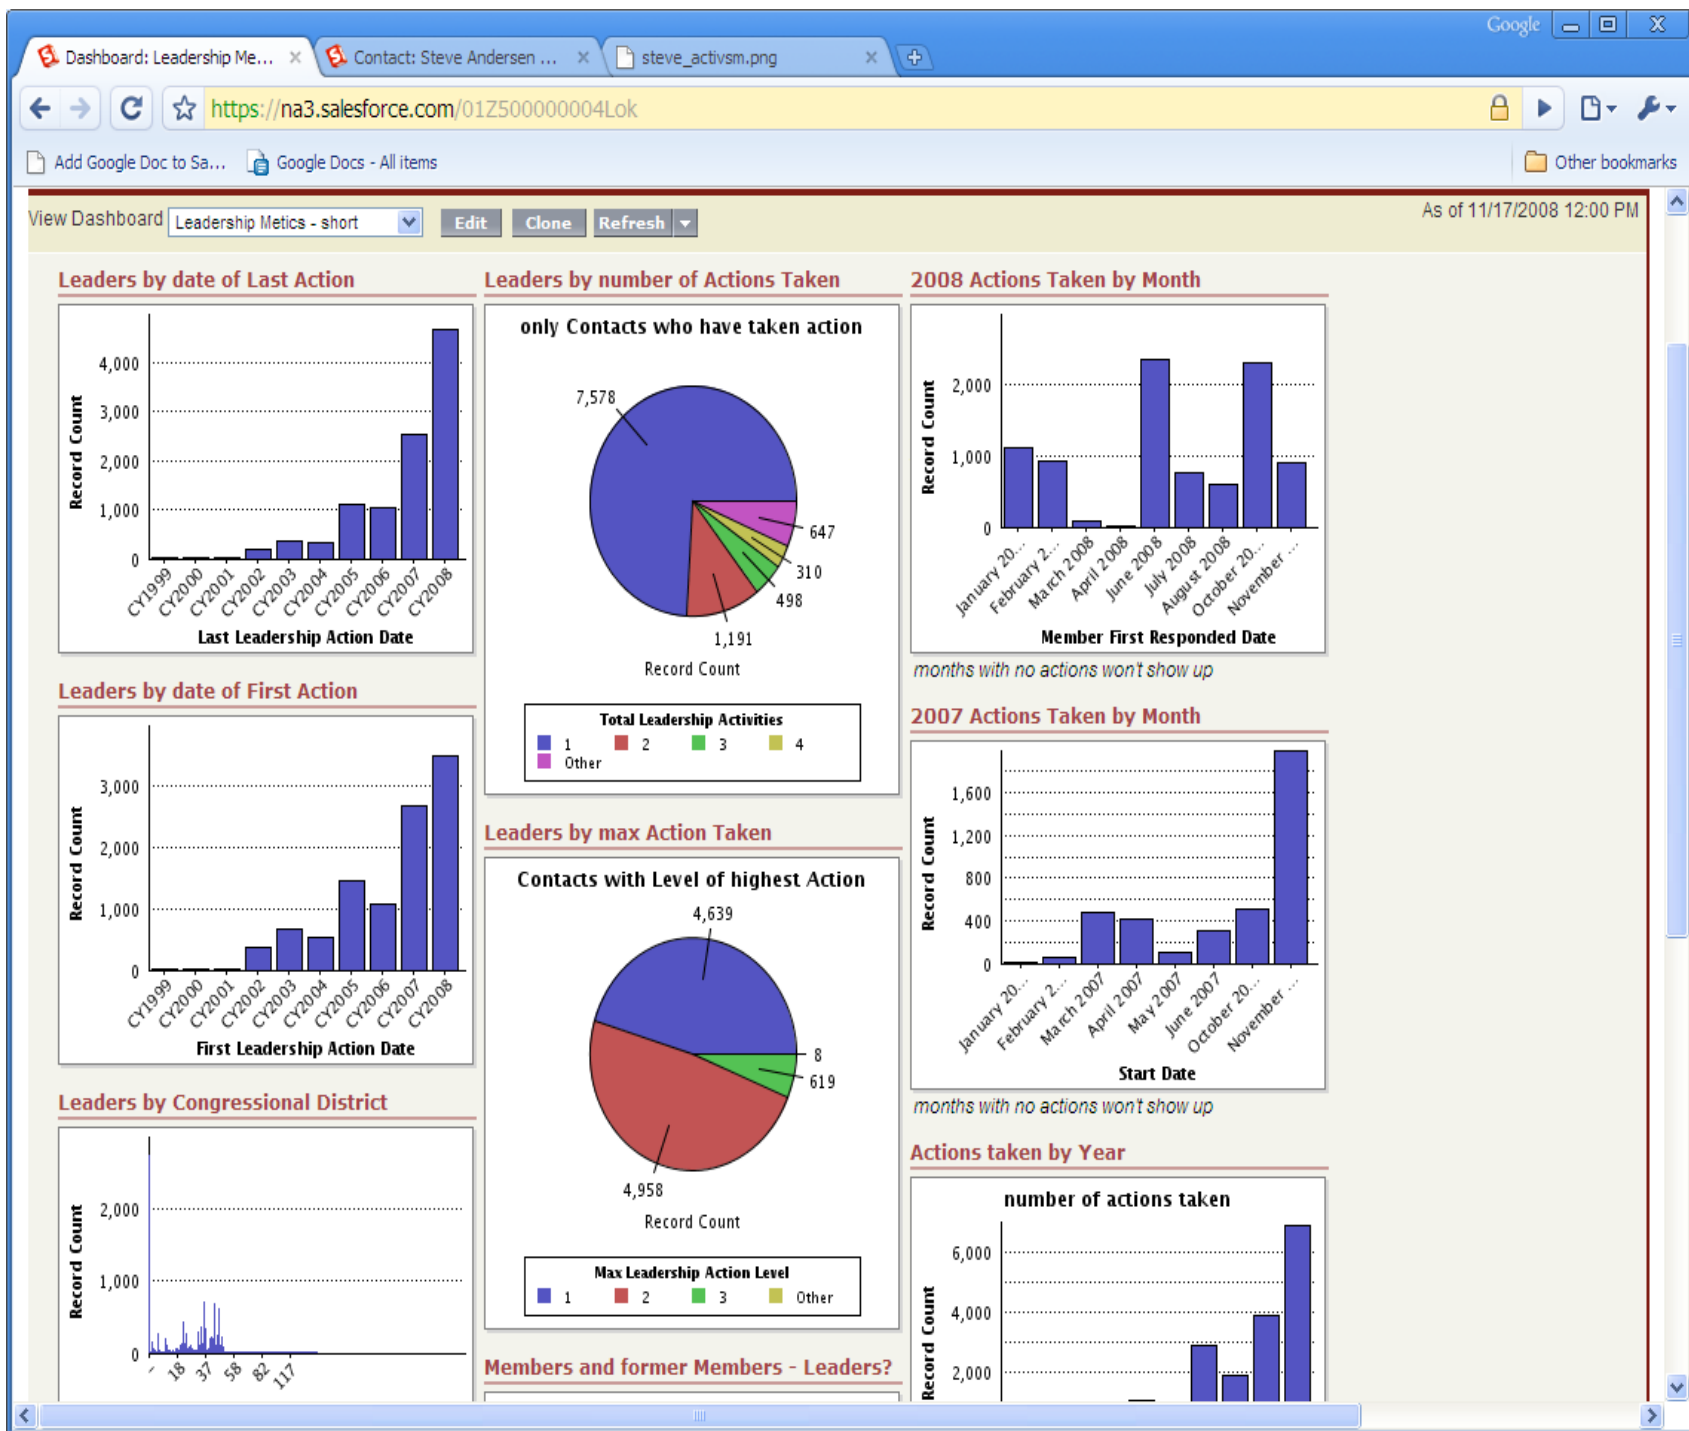 Google
Dashboard: Leadership Me...
Contact: Steve Andersen ...
steve_activsm.png
https://na3.salesforce.com/01Z500000004Lok
Add Google Doc to Sa...
Google Docs - All items
Other bookmarks
View Dashboard
Leadership Metics - short
Edit
Clone
Refresh
As of 11/17/2008 12:00 PM
Leaders by date of Last Action
4,000
3,000
2,000
1,000
0
Record Count
CY1999
CY2000
CY2001
CY2002
CY2003
CY2004
CY2005
CY2006
CY2007
CY2008
Last Leadership Action Date
Leaders by date of First Action
3,000
2,000
1,000
0
Record Count
CY1999
CY2000
CY2001
CY2002
CY2003
CY2004
CY2005
CY2006
CY2007
CY2008
First Leadership Action Date
Leaders by Congressional District
2,000
1,000
0
Record Count
-
18
37
58
82
117
Leaders by number of Actions Taken
only Contacts who have taken action
7,578
647
310
498
1,191
Record Count
Total Leadership Activities
1 2 3 4
Other
Leaders by max Action Taken
Contacts with Level of highest Action
4,639
8
619
4,958
Record Count
Max Leadership Action Level
1 2 3 Other
Members and former Members - Leaders?
2008 Actions Taken by Month
2,000
1,000
0
Record Count
January 20...
February 2...
March 2008
April 2008
June 2008
July 2008
August 2008
October 20...
November ...
Member First Responded Date
months with no actions won't show up
2007 Actions Taken by Month
1,600
1,200
800
400
0
Record Count
January 20...
February 2...
March 2007
April 2007
May 2007
June 2007
October 20...
November ...
Start Date
months with no actions won't show up
Actions taken by Year
number of actions taken
6,000
4,000
2,000
Record Count